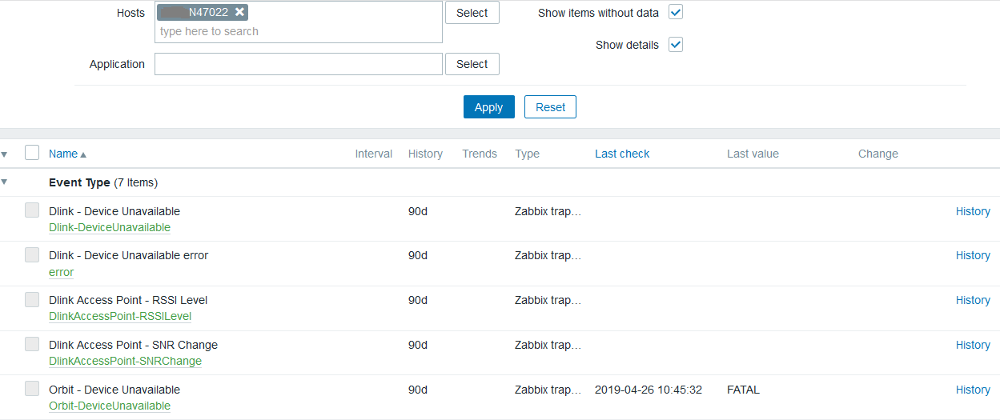 Hosts N47022 Select Show items without data
type here to search
Show details
Application Select
Apply Reset
Name Interval History Trends Type Last check Last value Change
Event Type (7 Items)
Dlink - Device Unavailable 90d Zabbix trap… History
Dlink-DeviceUnavailable
Dlink - Device Unavailable error 90d Zabbix trap… History
error
Dlink Access Point - RSSI Level 90d Zabbix trap… History
DlinkAccessPoint-RSSILevel
Dlink Access Point - SNR Change 90d Zabbix trap… History
DlinkAccessPoint-SNRChange
Orbit - Device Unavailable 90d Zabbix trap… 2019-04-26 10:45:32 FATAL History
Orbit-DeviceUnavailable